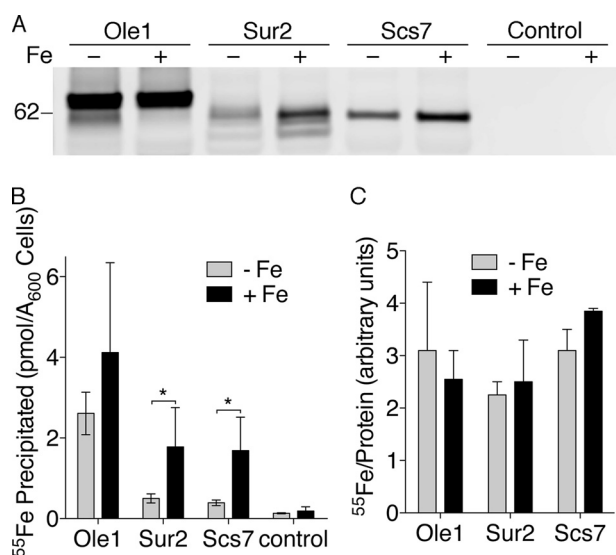 A
Ole1 Sur2 Scs7 Control
Fe – + – + – + – +
62–
B
⁵⁵Fe Precipitated (pmol/A₆₀₀ Cells)
6
4
2
0
- Fe
+ Fe
* *
Ole1 Sur2 Scs7 control
C
⁵⁵Fe/Protein (arbitrary units)
5
4
3
2
1
0
- Fe
+ Fe
Ole1 Sur2 Scs7